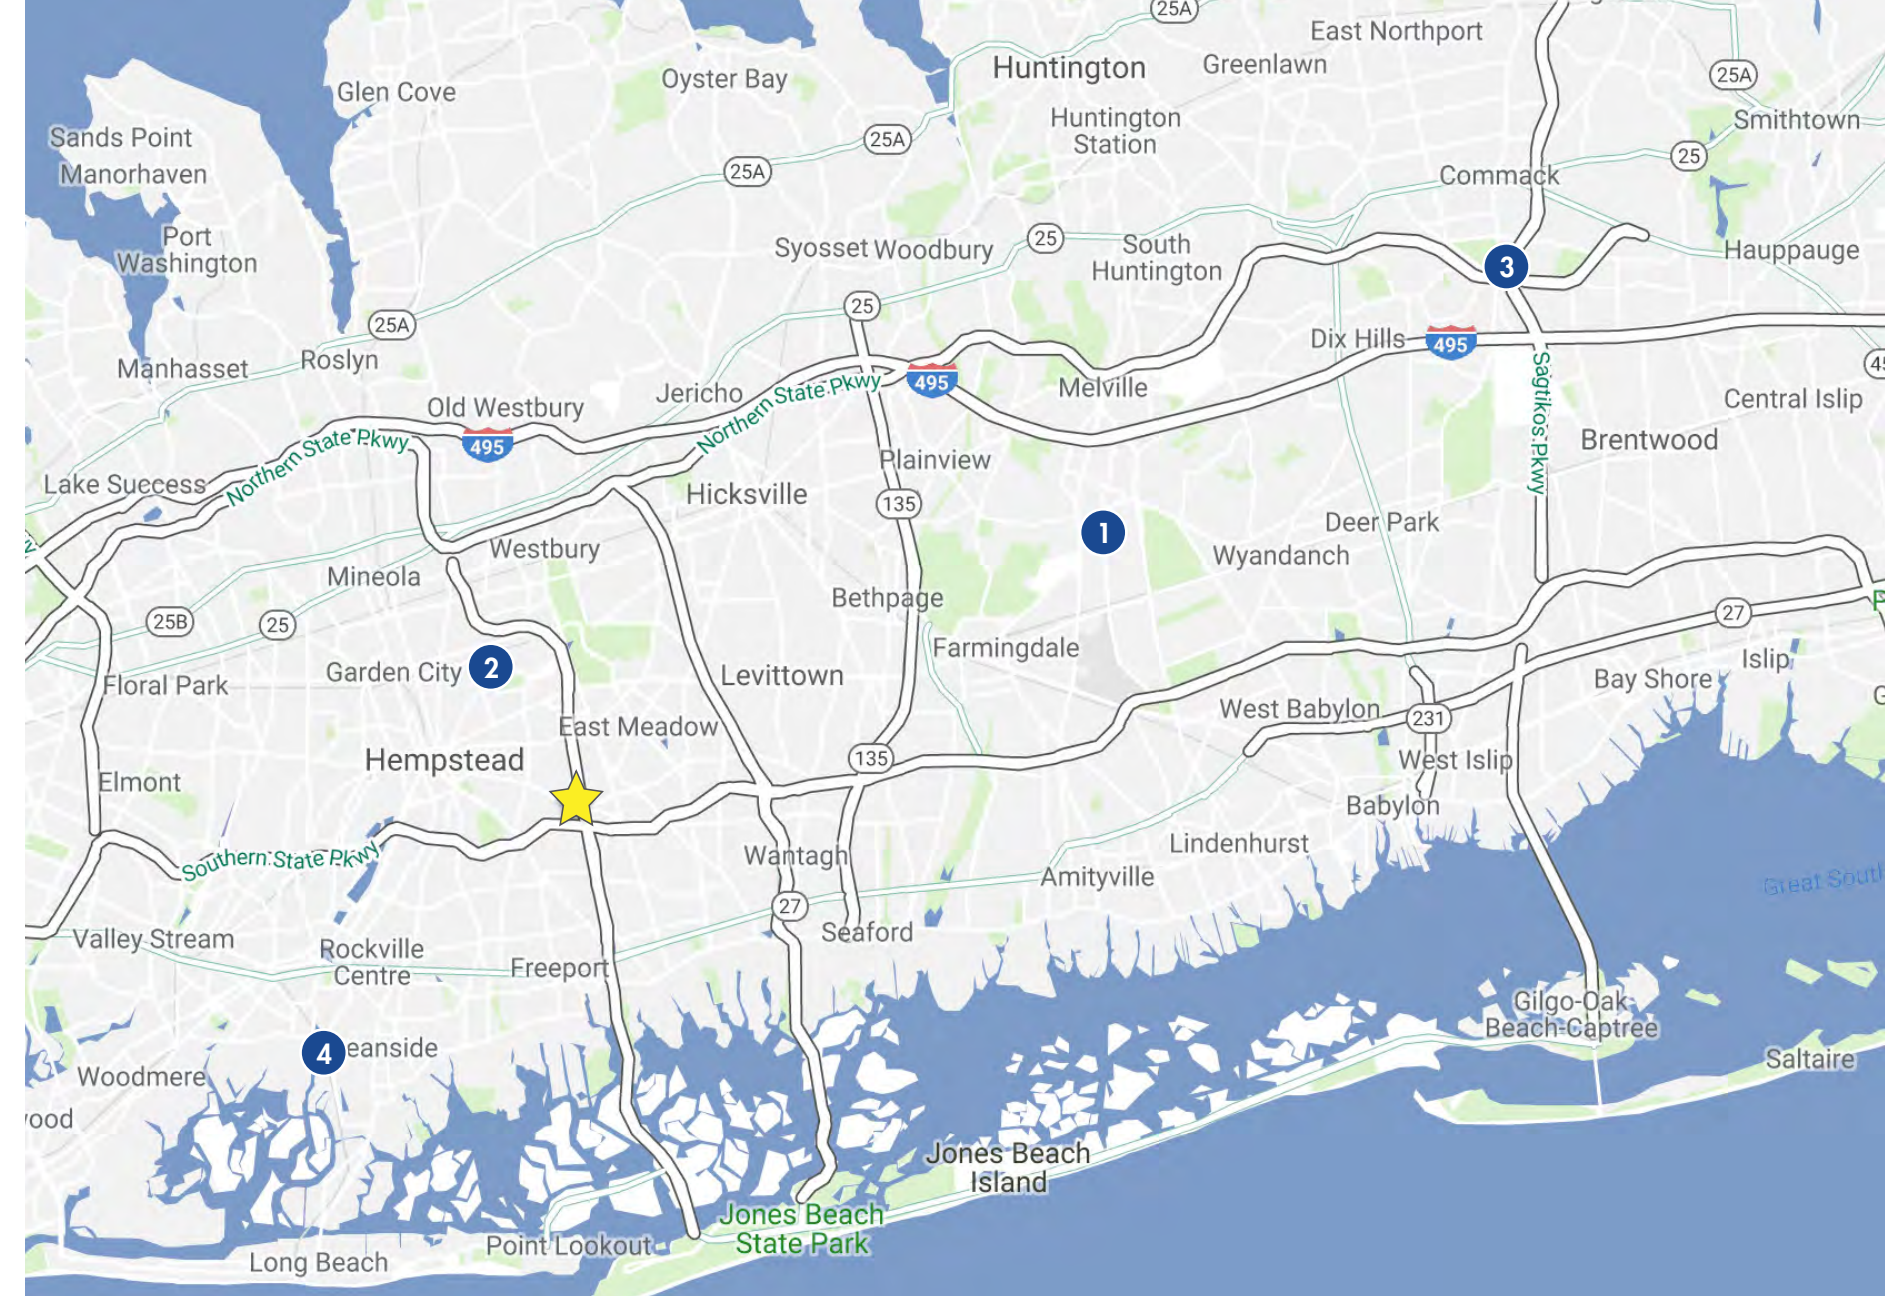 25A
East Northport
Huntington
Greenlawn
25A
Oyster Bay
Glen Cove
Huntington
Station
Smithtown
Sands Point
25A
25
Manorhaven
25A
Commack
Port
Washington
Syosset
Woodbury
25
South
Huntington
Hauppauge
3
25
25A
Dix Hills
495
Manhasset
Roslyn
Northern State Pkwy
495
Melville
Sagtikos Pkwy
Jericho
Central Islip
Old Westbury
495
Northern State Pkwy
Brentwood
Plainview
Lake Success
Hicksville
135
Deer Park
1
Westbury
Wyandanch
Mineola
Bethpage
25B
25
27
Farmingdale
Garden City
2
Levittown
Islip
Floral Park
Bay Shore
East Meadow
West Babylon
231
Hempstead
135
West Islip
Elmont
Babylon
Southern State Pkwy
Wantagh
Lindenhurst
Amityville
Great Sout
27
Valley Stream
Seaford
Rockville
Centre
Freeport
Gilgo-Oak
Beach-Captree
4
eanside
Saltaire
Woodmere
ood
Jones Beach
Island
Jones Beach
State Park
Point Lookout
Long Beach